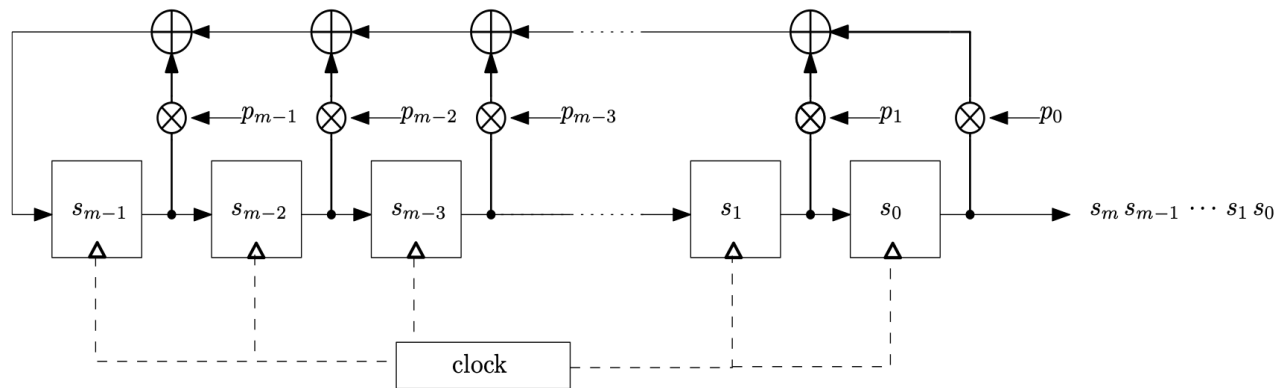 p_{m−1} p_{m−2} p_{m−3} p_1 p_0
s_{m−1} s_{m−2} s_{m−3} s_1 s_0 s_m s_{m−1} ⋯ s_1 s_0
clock